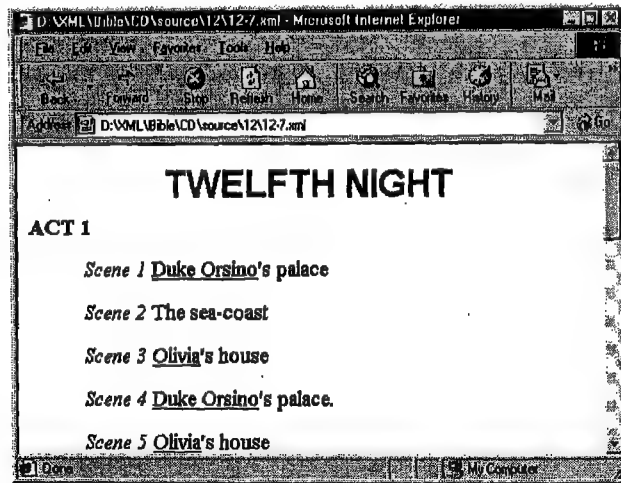 D:\XML\Bible\CD\source\12\12-7.xml - Microsoft Internet Explorer
File Edit View Favorites Tools Help
Back Forward Stop Refresh Home Search Favorites History Mail
Address D:\XML\Bible\CD\source\12\12-7.xml Go
TWELFTH NIGHT
ACT 1
Scene 1 Duke Orsino's palace
Scene 2 The sea-coast
Scene 3 Olivia's house
Scene 4 Duke Orsino's palace.
Scene 5 Olivia's house
Done My Computer